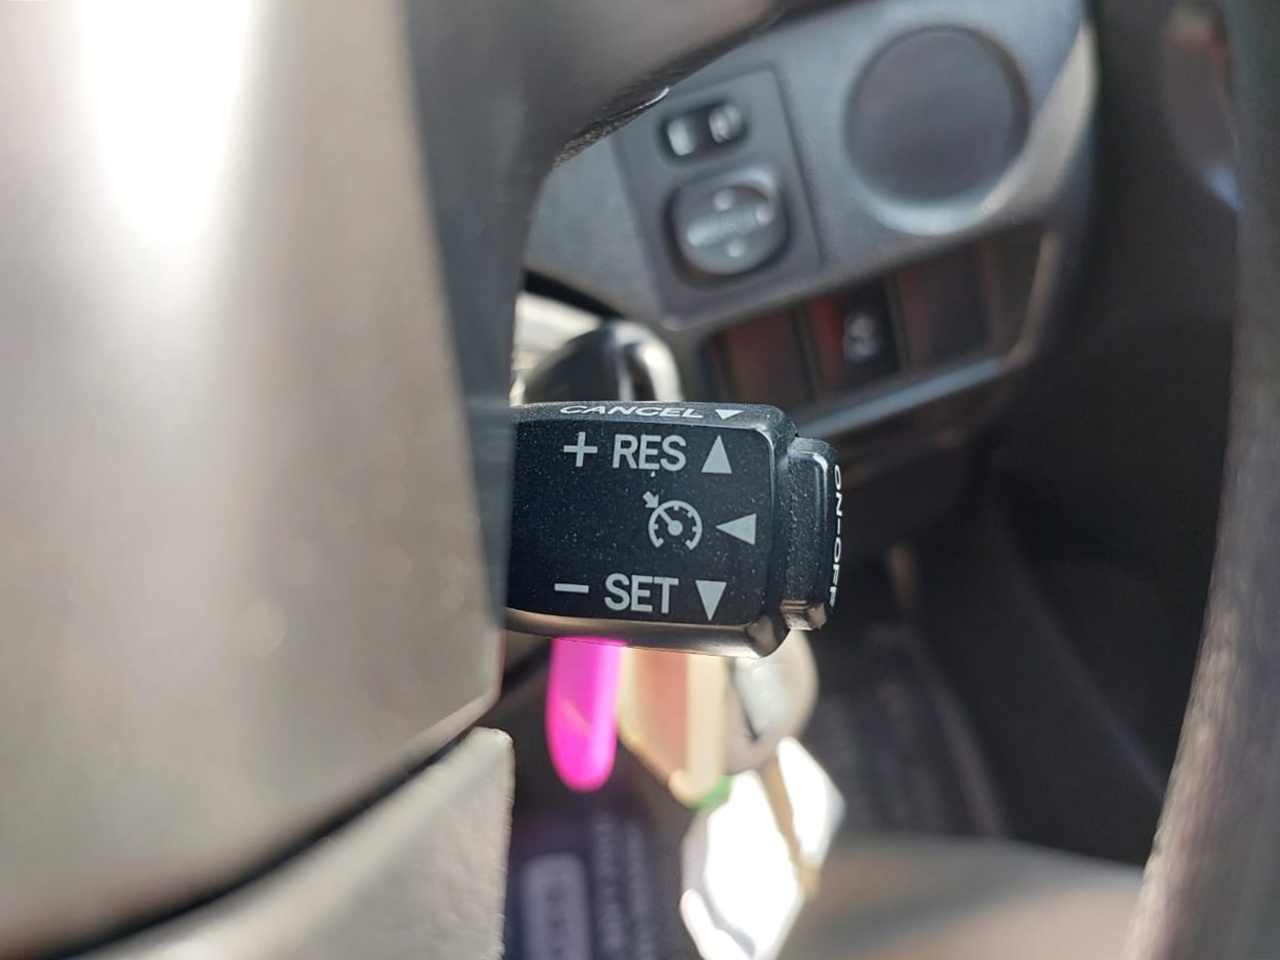 CANCEL ▼
+ RES ▲
◀
− SET ▼
ON-OFF